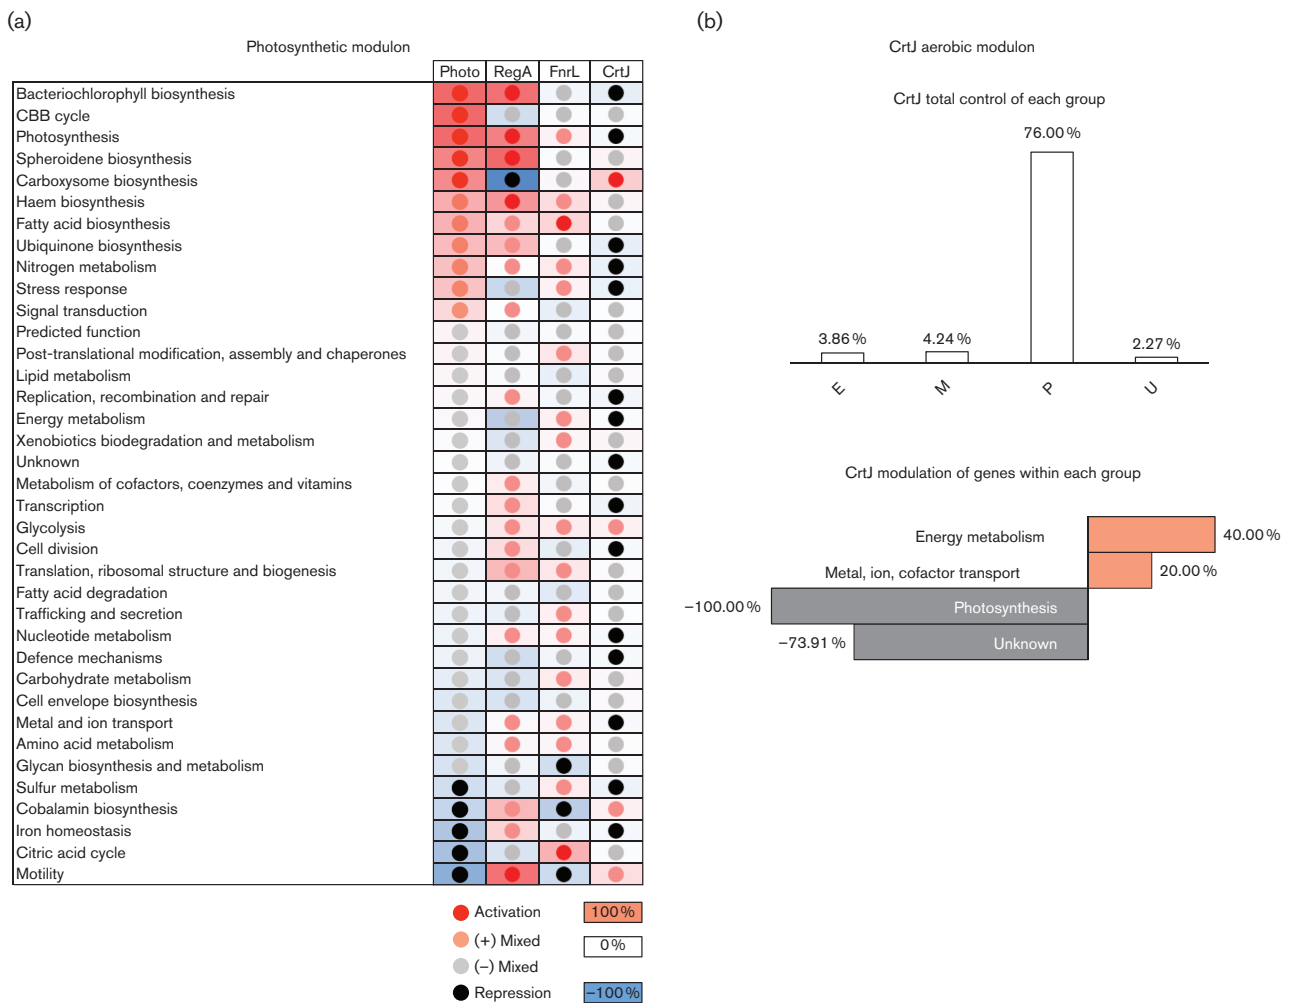 (a)
Photosynthetic modulon
Photo RegA FnrL CrtJ
Bacteriochlorophyll biosynthesis
CBB cycle
Photosynthesis
Spheroidene biosynthesis
Carboxysome biosynthesis
Haem biosynthesis
Fatty acid biosynthesis
Ubiquinone biosynthesis
Nitrogen metabolism
Stress response
Signal transduction
Predicted function
Post-translational modification, assembly and chaperones
Lipid metabolism
Replication, recombination and repair
Energy metabolism
Xenobiotics biodegradation and metabolism
Unknown
Metabolism of cofactors, coenzymes and vitamins
Transcription
Glycolysis
Cell division
Translation, ribosomal structure and biogenesis
Fatty acid degradation
Trafficking and secretion
Nucleotide metabolism
Defence mechanisms
Carbohydrate metabolism
Cell envelope biosynthesis
Metal and ion transport
Amino acid metabolism
Glycan biosynthesis and metabolism
Sulfur metabolism
Cobalamin biosynthesis
Iron homeostasis
Citric acid cycle
Motility
Activation 100 %
(+) Mixed 0 %
(−) Mixed
Repression −100 %
(b)
CrtJ aerobic modulon
CrtJ total control of each group
76.00 %
3.86 % 4.24 % 2.27 %
E M P U
CrtJ modulation of genes within each group
Energy metabolism 40.00 %
Metal, ion, cofactor transport 20.00 %
−100.00 % Photosynthesis
−73.91 % Unknown